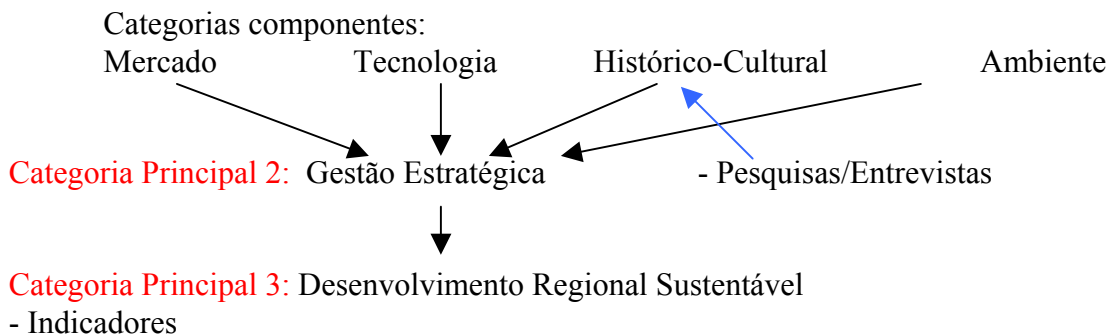 Categorias componentes:
Mercado Tecnologia Histórico-Cultural Ambiente
Categoria Principal 2: Gestão Estratégica - Pesquisas/Entrevistas
Categoria Principal 3: Desenvolvimento Regional Sustentável
- Indicadores